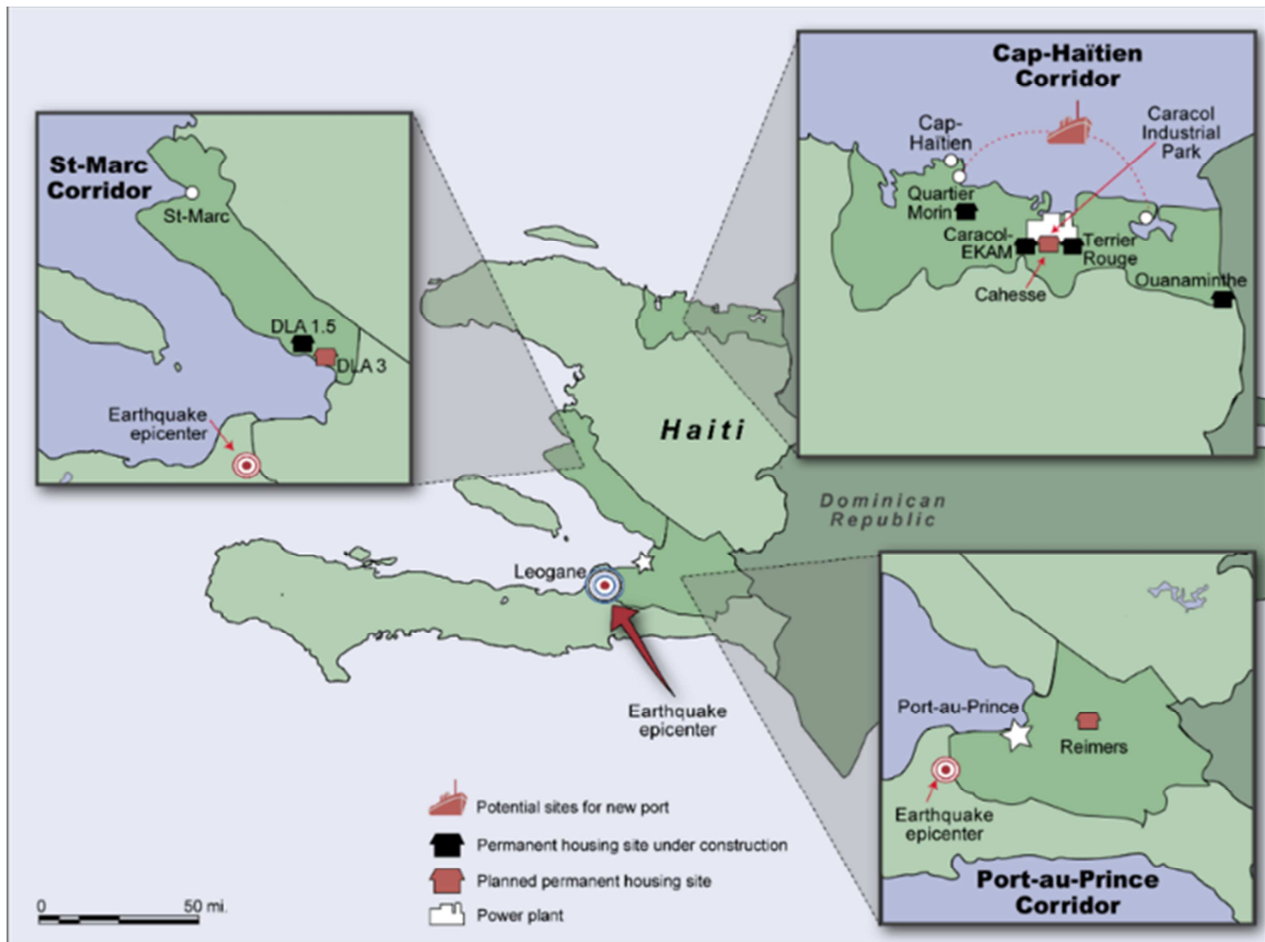 St-Marc
Corridor
St-Marc
DLA 1.5
DLA 3
Earthquake
epicenter
Cap-Haïtien
Corridor
Cap-
Haïtien
Caracol
Industrial
Park
Quartier
Morin
Caracol-
EKAM
Terrier
Rouge
Cahesse
Ouanaminthe
Haiti
Dominican
Republic
Leogane
Earthquake
epicenter
Port-au-Prince
Reimers
Earthquake
epicenter
Port-au-Prince
Corridor
Potential sites for new port
Permanent housing site under construction
Planned permanent housing site
Power plant
0 50 mi.